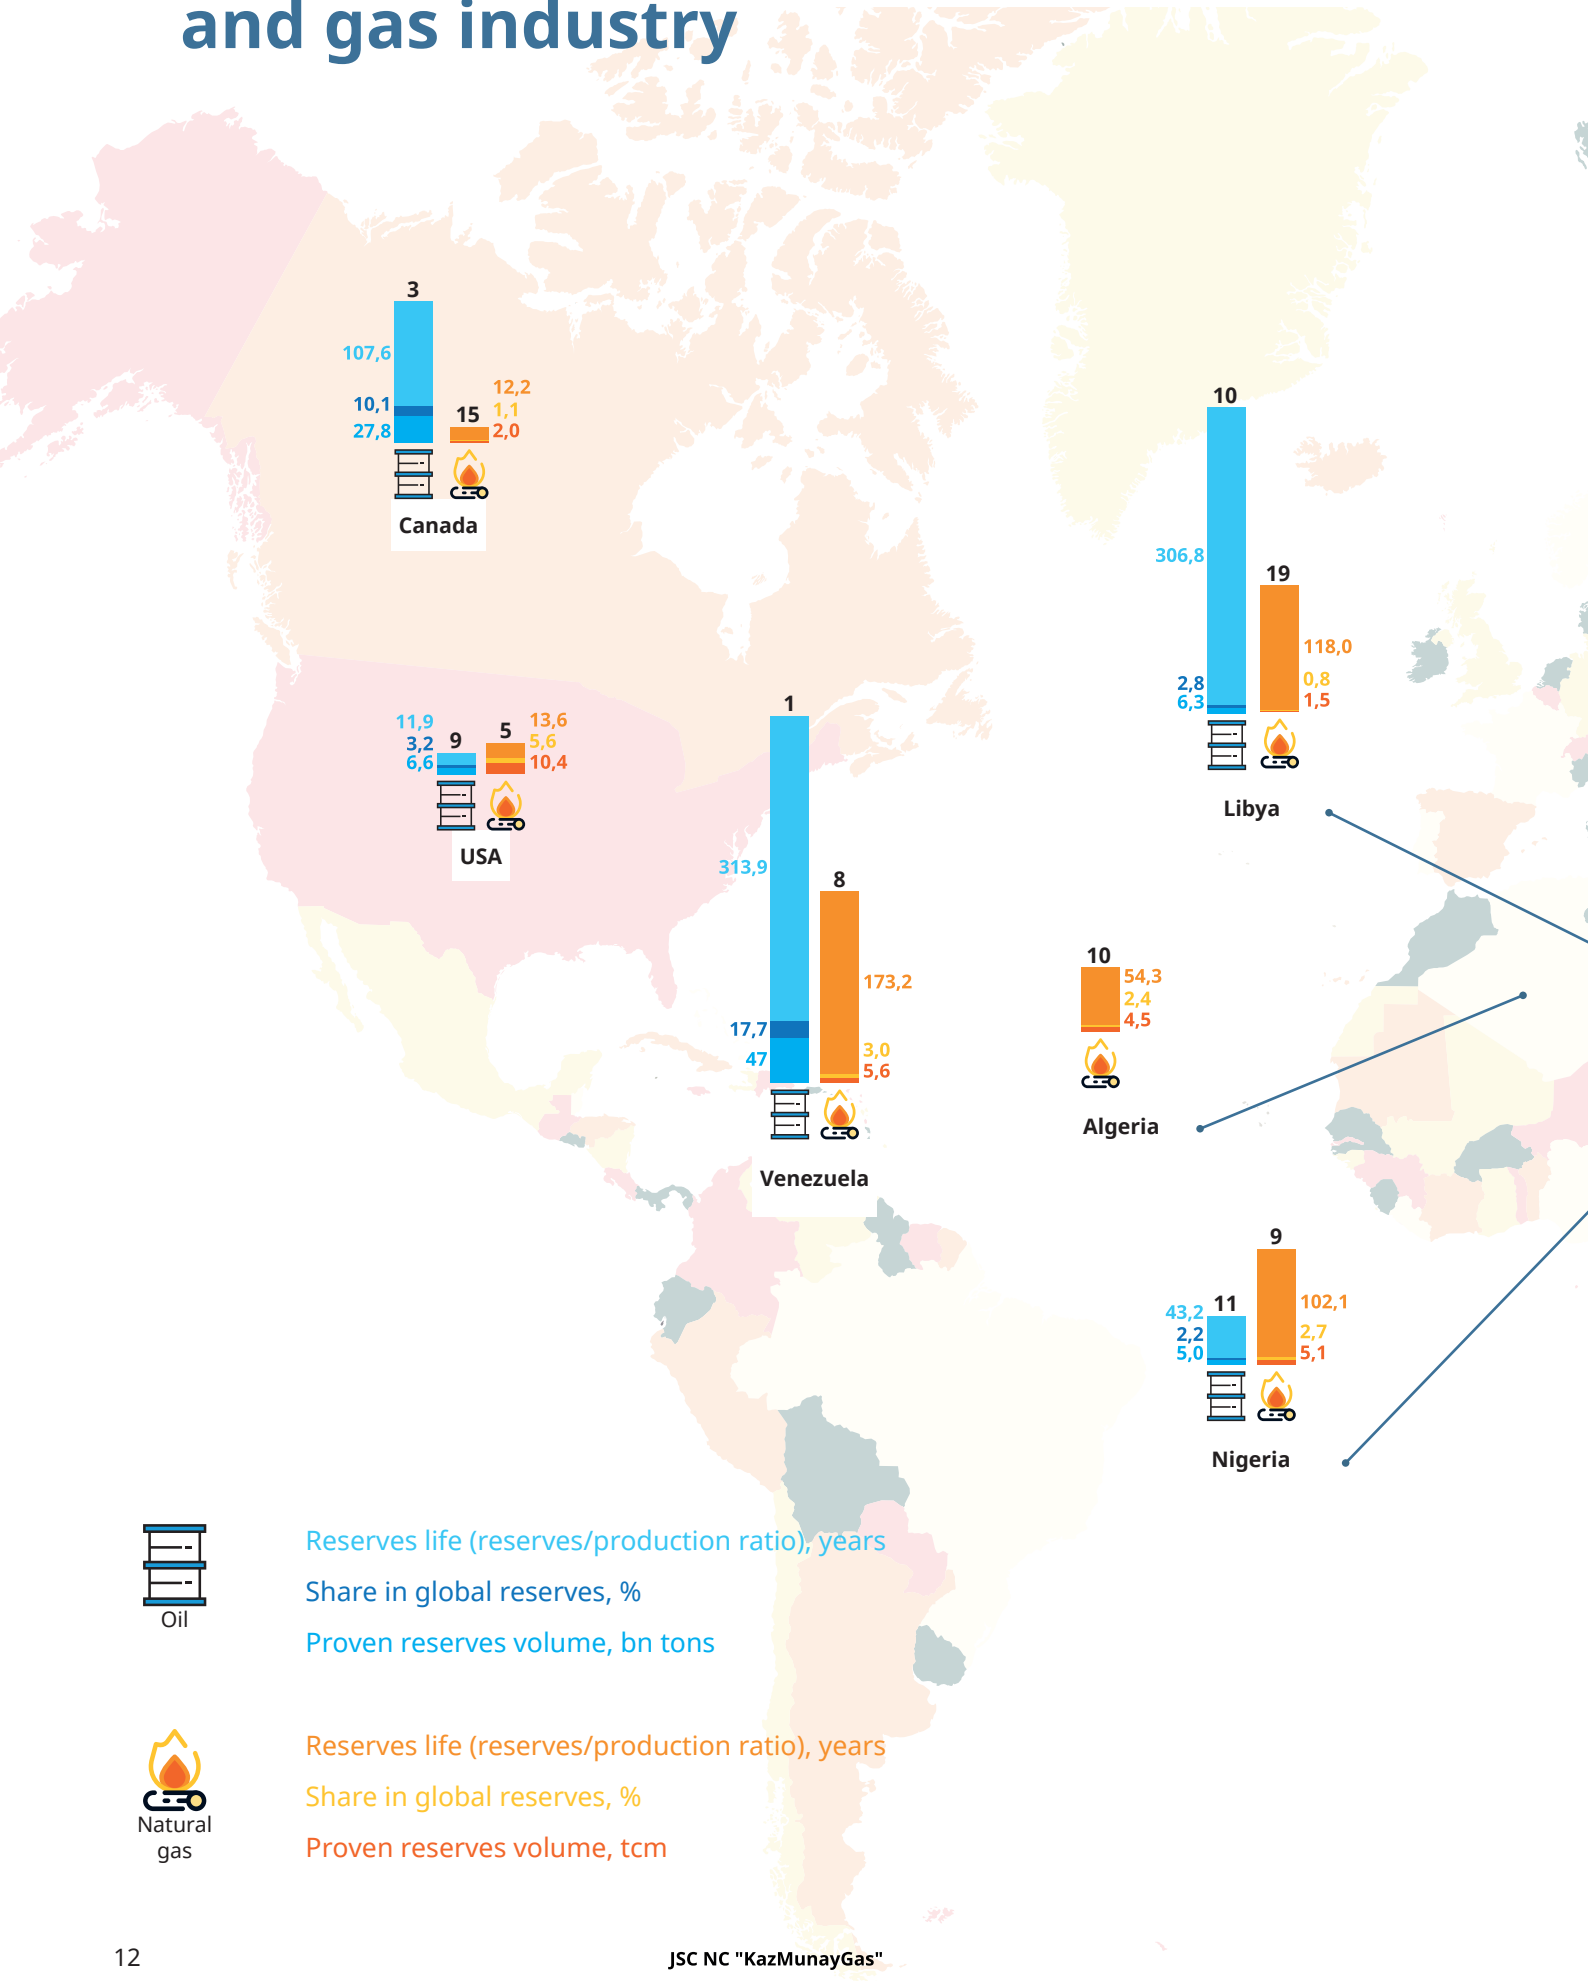 and gas industry
3
107,6
10,1
27,8
15
12,2
1,1
2,0
Canada
10
306,8
2,8
6,3
19
118,0
0,8
1,5
Libya
11,9
3,2
6,6
9
5
13,6
5,6
10,4
USA
1
313,9
17,7
47
8
173,2
3,0
5,6
Venezuela
10
54,3
2,4
4,5
Algeria
43,2
2,2
5,0
11
9
102,1
2,7
5,1
Nigeria
Oil
Reserves life (reserves/production ratio), years
Share in global reserves, %
Proven reserves volume, bn tons
Natural
gas
Reserves life (reserves/production ratio), years
Share in global reserves, %
Proven reserves volume, tcm
12
JSC NC "KazMunayGas"